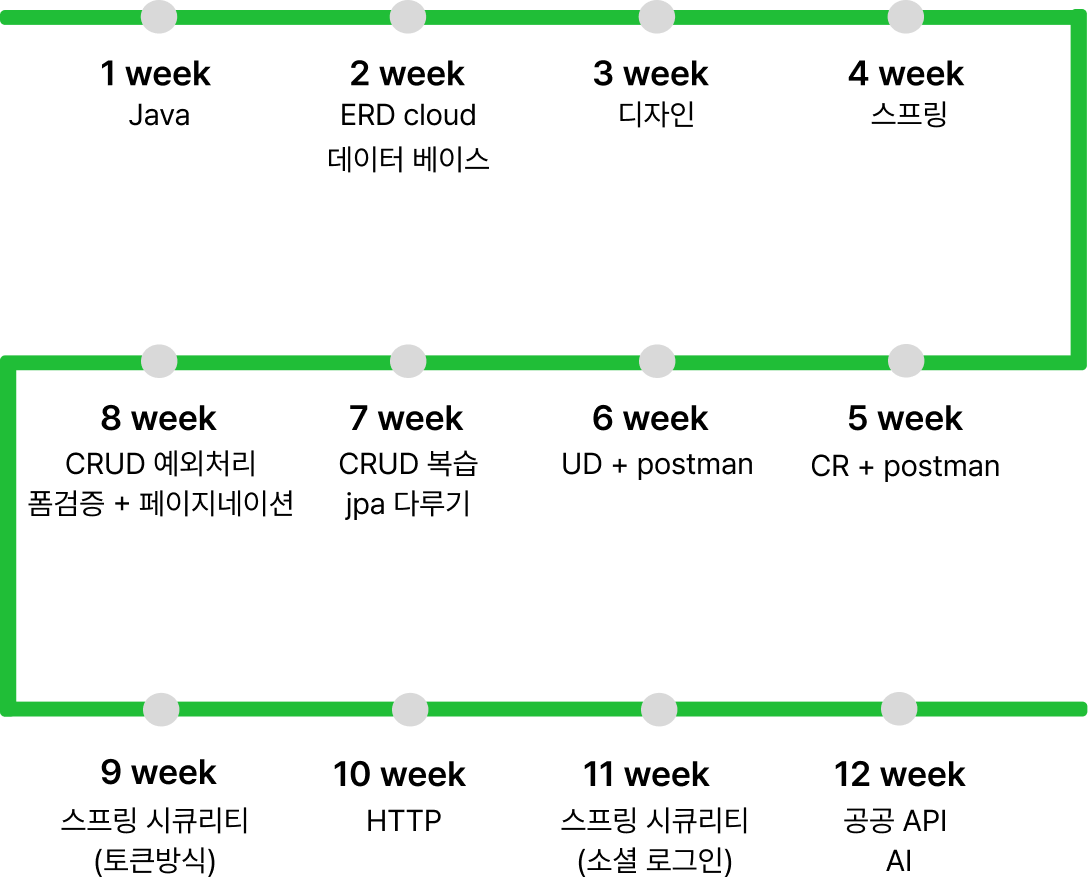 1 week
Java
2 week
ERD cloud
데이터 베이스
3 week
디자인
4 week
스프링
5 week
CR + postman
6 week
UD + postman
7 week
CRUD 복습
jpa 다루기
8 week
CRUD 예외처리
폼검증 + 페이지네이션
9 week
스프링 시큐리티
(토큰방식)
10 week
HTTP
11 week
스프링 시큐리티
(소셜 로그인)
12 week
공공 API
AI